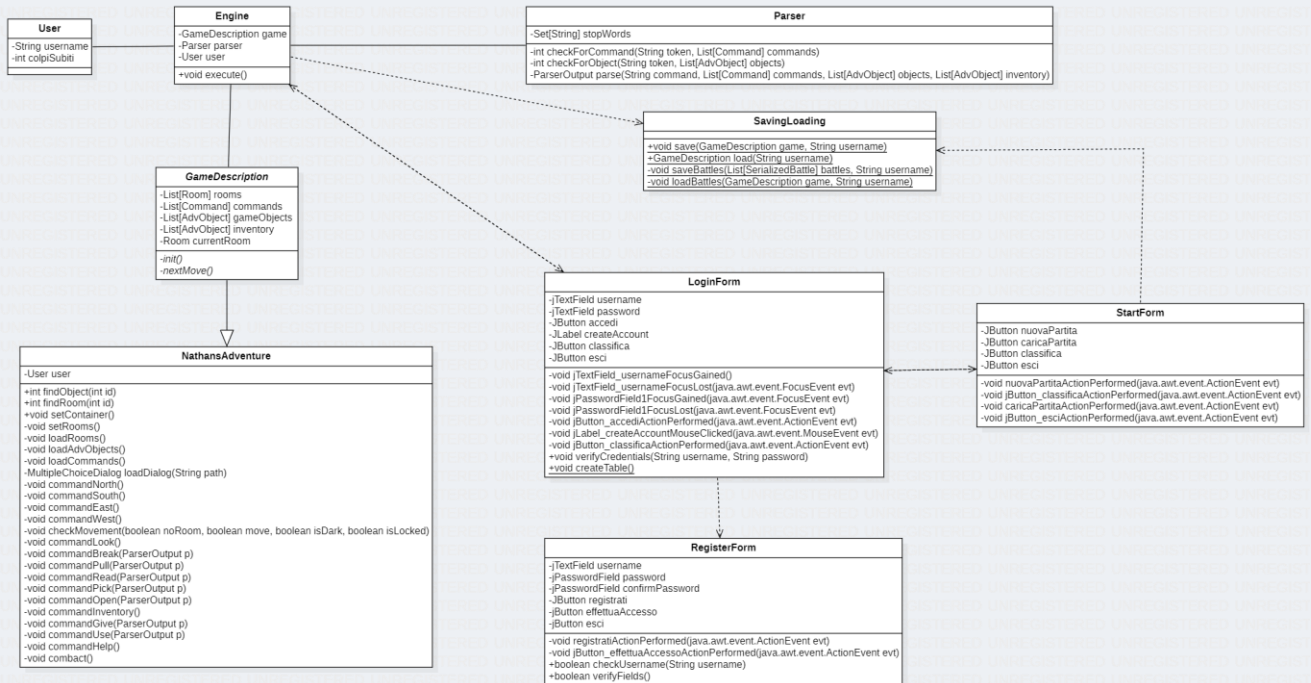 User
-String username
-int colpiSubiti
Engine
-GameDescription game
-Parser parser
-User user
+void execute()
Parser
-Set[String] stopWords
-int checkForCommand(String token, List[Command] commands)
-int checkForObject(String token, List[AdvObject] objects)
-ParserOutput parse(String command, List[Command] commands, List[AdvObject] objects, List[AdvObject] inventory)
SavingLoading
+void save(GameDescription game, String username)
+GameDescription load(String username)
-void saveBattles(List[SerializedBattle] battles, String username)
-void loadBattles(GameDescription game, String username)
GameDescription
-List[Room] rooms
-List[Command] commands
-List[AdvObject] gameObjects
-List[AdvObject] inventory
-Room currentRoom
-init()
-nextMove()
LoginForm
-jTextField username
-jTextField password
-JButton accedi
-JLabel createAccount
-JButton classifica
-JButton esci
-void jTextField_usernameFocusGained()
-void jTextField_usernameFocusLost(java.awt.event.FocusEvent evt)
-void jPasswordField1FocusGained(java.awt.event.FocusEvent evt)
-void jPasswordField1FocusLost(java.awt.event.FocusEvent evt)
-void jButton_accediActionPerformed(java.awt.event.ActionEvent evt)
-void jLabel_createAccountMouseClicked(java.awt.event.MouseEvent evt)
-void jButton_classificaActionPerformed(java.awt.event.ActionEvent evt)
+void verifyCredentials(String username, String password)
+void createTable()
StartForm
-JButton nuovaPartita
-JButton caricaPartita
-JButton classifica
-JButton esci
-void nuovaPartitaActionPerformed(java.awt.event.ActionEvent evt)
-void jButton_classificaActionPerformed(java.awt.event.ActionEvent evt)
-void caricaPartitaActionPerformed(java.awt.event.ActionEvent evt)
-void jButton_esciActionPerformed(java.awt.event.ActionEvent evt)
NathansAdventure
-User user
+int findObject(int id)
+int findRoom(int id)
+void setContainer()
-void setRooms()
-void loadRooms()
-void loadAdvObjects()
-void loadCommands()
-MultipleChoiceDialog loadDialog(String path)
-void commandNorth()
-void commandSouth()
-void commandEast()
-void commandWest()
-void checkMovement(boolean noRoom, boolean move, boolean isDark, boolean isLocked)
-void commandLook()
-void commandBreak(ParserOutput p)
-void commandPull(ParserOutput p)
-void commandRead(ParserOutput p)
-void commandPick(ParserOutput p)
-void commandOpen(ParserOutput p)
-void commandInventory()
-void commandGive(ParserOutput p)
-void commandUse(ParserOutput p)
-void commandHelp()
-void combact()
RegisterForm
-jTextField username
-jPasswordField password
-jPasswordField confirmPassword
-JButton registrati
-jButton effettuaAccesso
-jButton esci
-void registratiActionPerformed(java.awt.event.ActionEvent evt)
-void jButton_effettuaAccessoActionPerformed(java.awt.event.ActionEvent evt)
+boolean checkUsername(String username)
+boolean verifyFields()